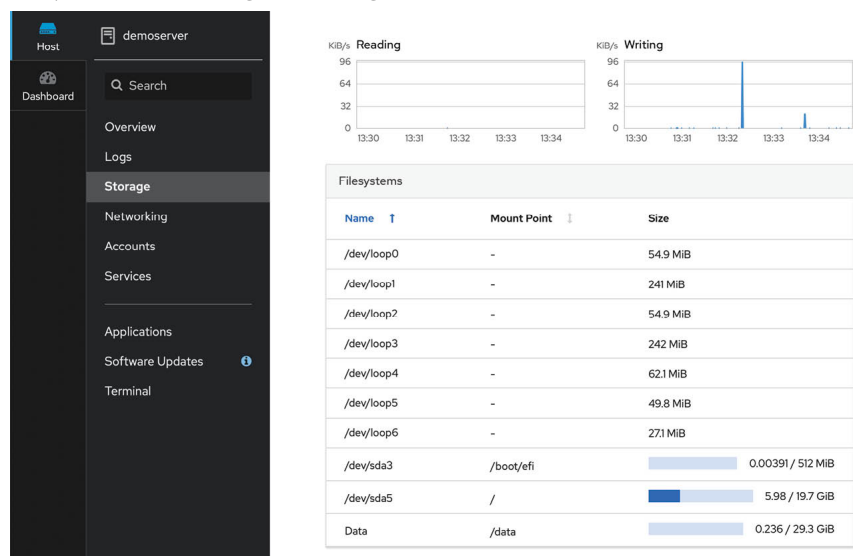 Host
Dashboard
demoserver
Search
Overview
Logs
Storage
Networking
Accounts
Services
Applications
Software Updates
Terminal
KiB/s Reading
96
64
32
0
13:30 13:31 13:32 13:33 13:34
KiB/s Writing
96
64
32
0
13:30 13:31 13:32 13:33 13:34
Filesystems
Name Mount Point Size
/dev/loop0 - 54.9 MiB
/dev/loop1 - 241 MiB
/dev/loop2 - 54.9 MiB
/dev/loop3 - 242 MiB
/dev/loop4 - 62.1 MiB
/dev/loop5 - 49.8 MiB
/dev/loop6 - 27.1 MiB
/dev/sda3 /boot/efi 0.00391 / 512 MiB
/dev/sda5 / 5.98 / 19.7 GiB
Data /data 0.236 / 29.3 GiB